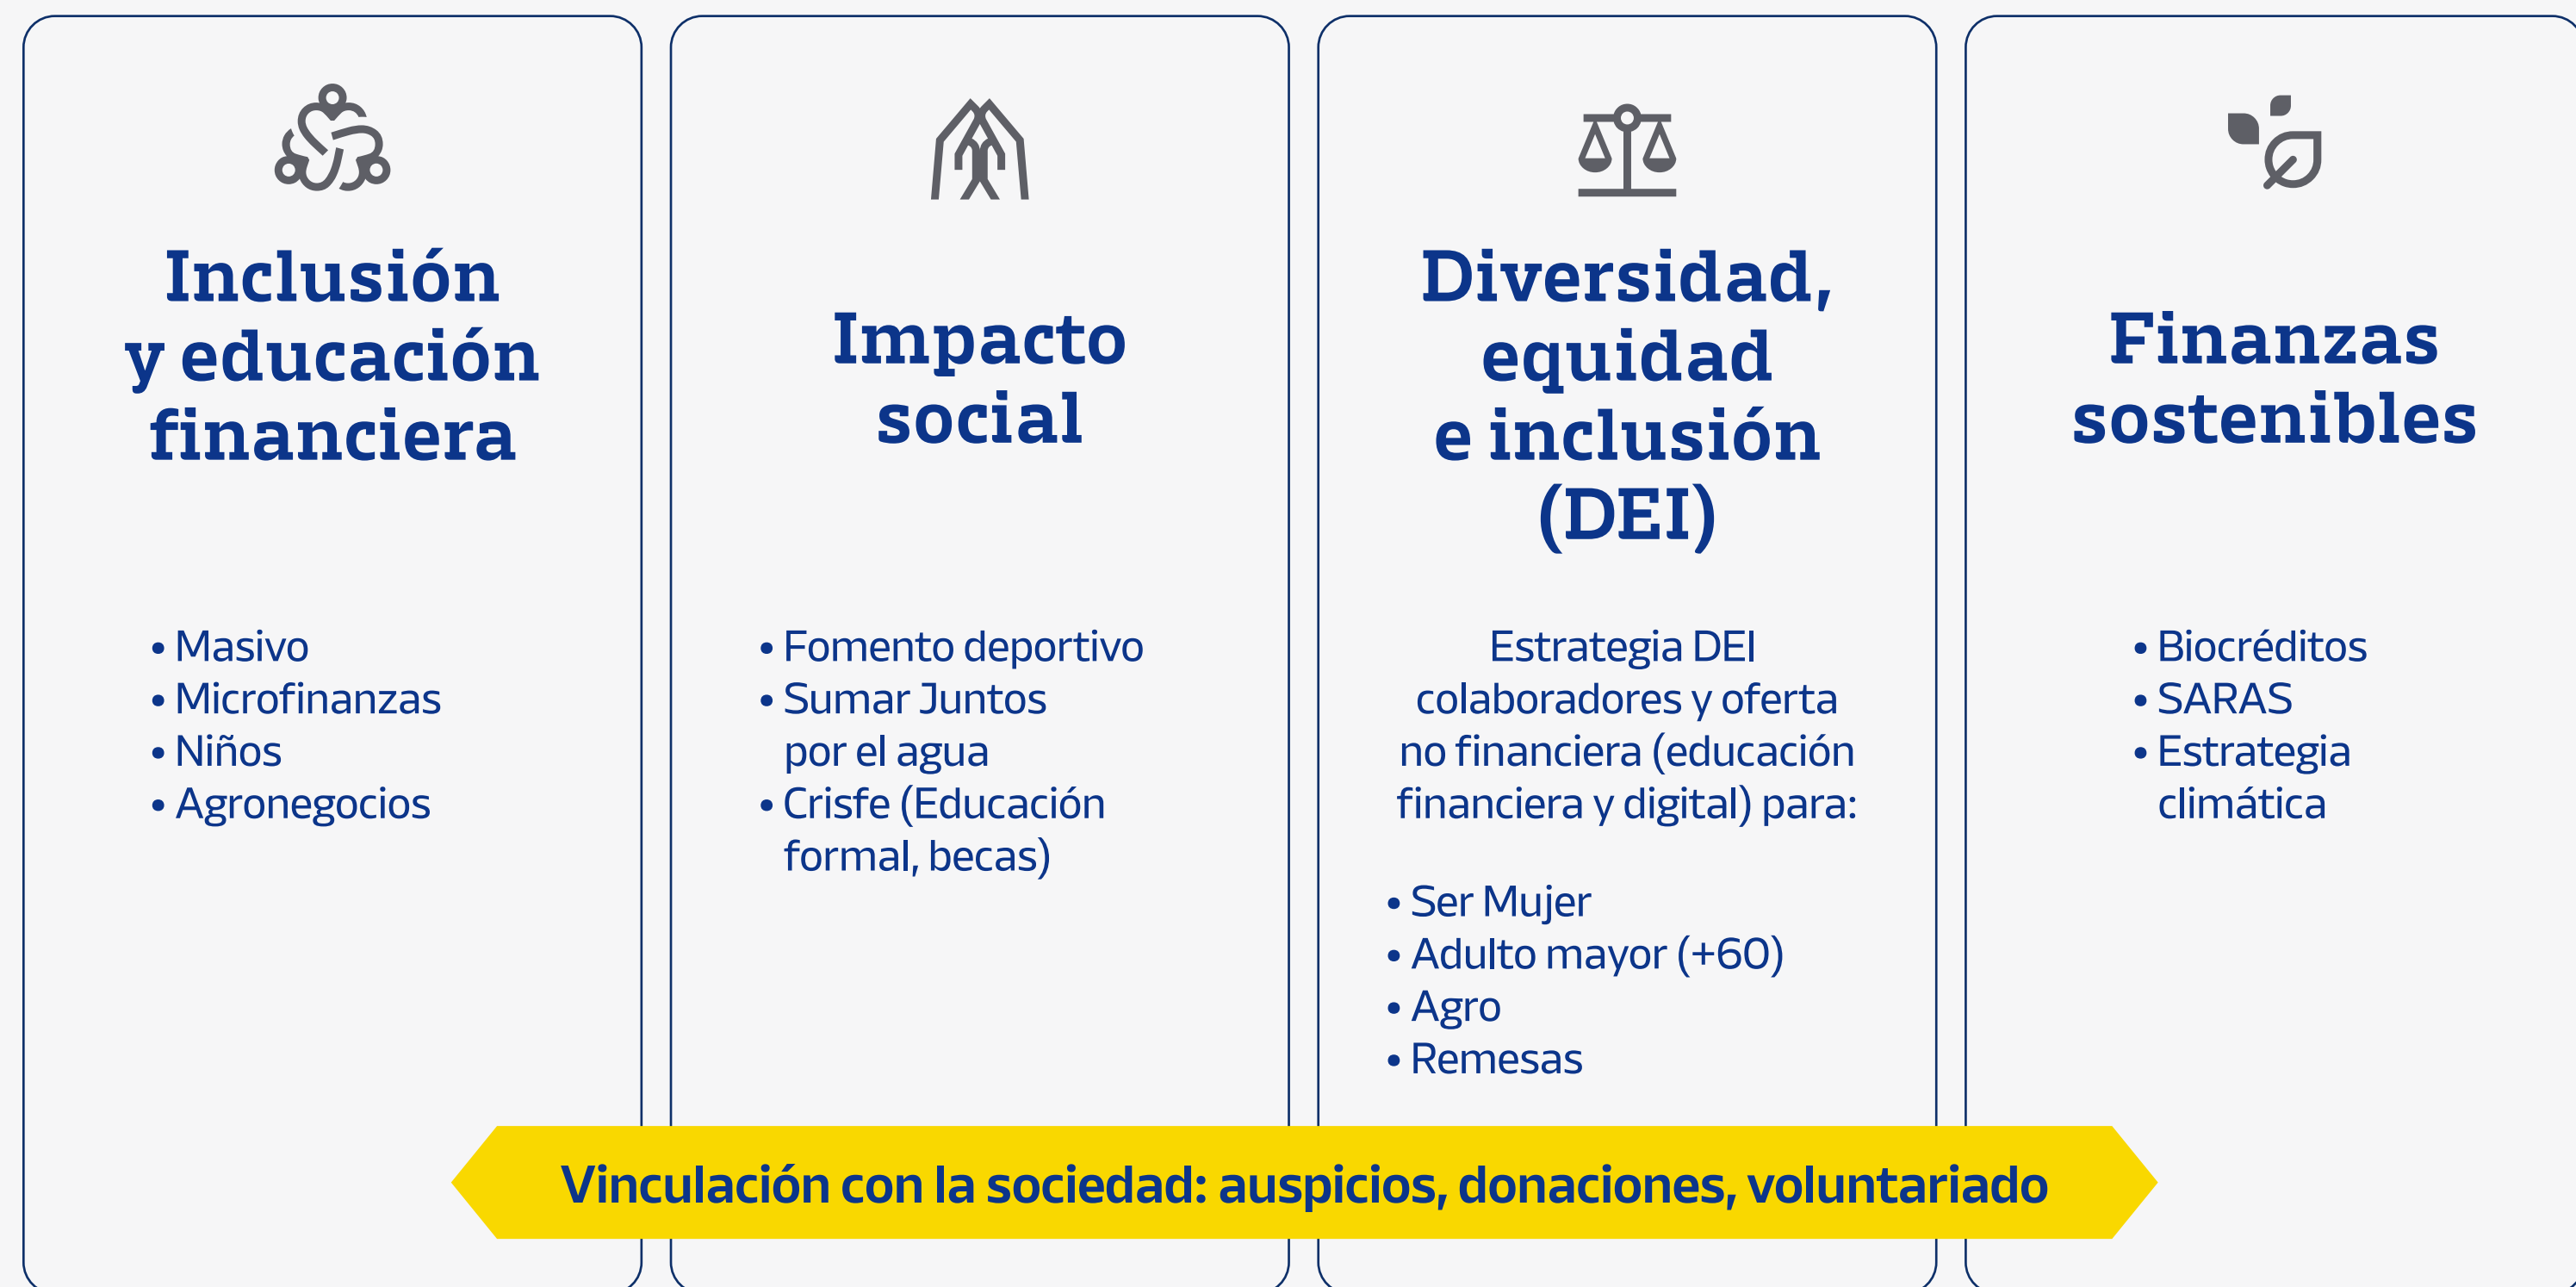 Inclusión
y educación
financiera
• Masivo
• Microfinanzas
• Niños
• Agronegocios
Impacto
social
• Fomento deportivo
• Sumar Juntos
por el agua
• Crisfe (Educación
formal, becas)
Diversidad,
equidad
e inclusión
(DEI)
Estrategia DEI
colaboradores y oferta
no financiera (educación
financiera y digital) para:
• Ser Mujer
• Adulto mayor (+60)
• Agro
• Remesas
Finanzas
sostenibles
• Biocréditos
• SARAS
• Estrategia
climática
Vinculación con la sociedad: auspicios, donaciones, voluntariado